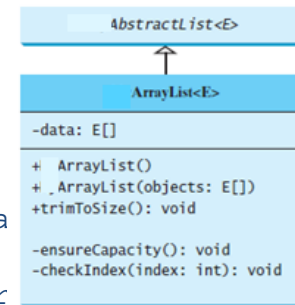 AbstractList<E>
ArrayList<E>
-data: E[]
+ ArrayList()
+ ArrayList(objects: E[])
+trimToSize(): void
a
-ensureCapacity(): void
-checkIndex(index: int): void